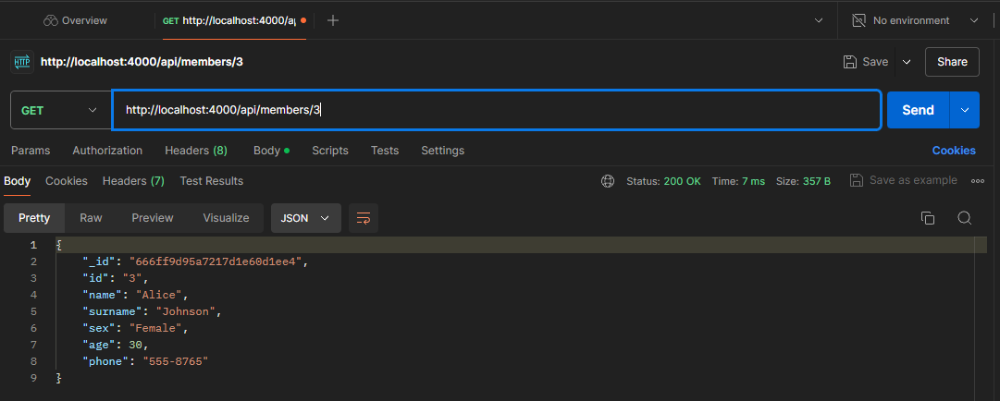 Overview GET http://localhost:4000/a No environment
HTTP http://localhost:4000/api/members/3 Save Share
GET http://localhost:4000/api/members/3 Send
Params Authorization Headers (8) Body Scripts Tests Settings Cookies
Body Cookies Headers (7) Test Results Status: 200 OK Time: 7 ms Size: 357 B Save as example
Pretty Raw Preview Visualize JSON
1 {
2 "_id": "666ff9d95a7217d1e60d1ee4",
3 "id": "3",
4 "name": "Alice",
5 "surname": "Johnson",
6 "sex": "Female",
7 "age": 30,
8 "phone": "555-8765"
9 }